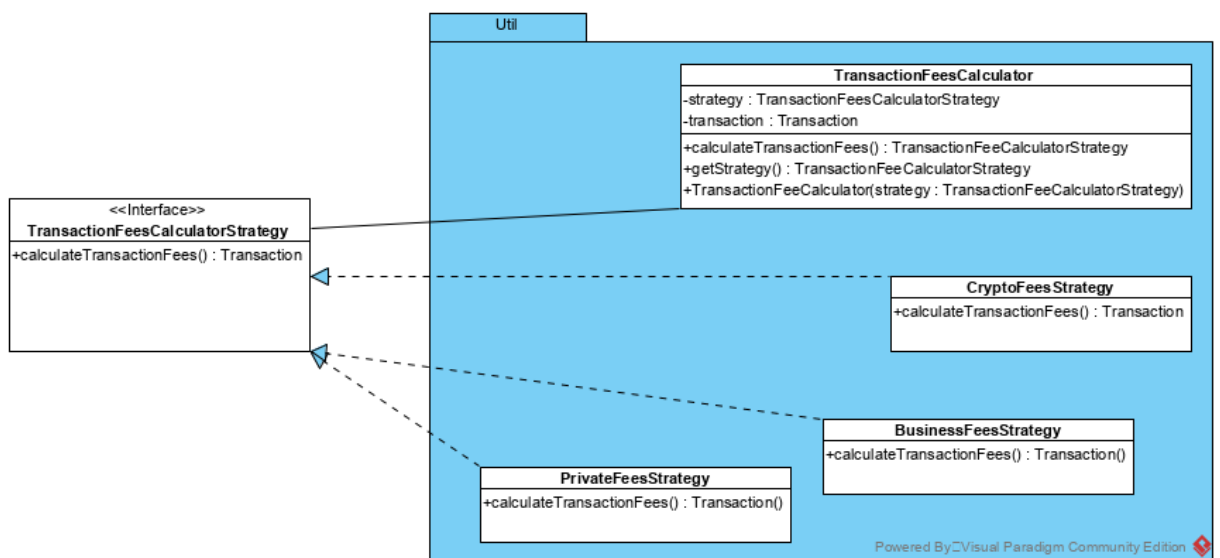 Util
TransactionFeesCalculator
-strategy : TransactionFeesCalculatorStrategy
-transaction : Transaction
+calculateTransactionFees() : TransactionFeeCalculatorStrategy
+getStrategy() : TransactionFeeCalculatorStrategy
+TransactionFeeCalculator(strategy : TransactionFeeCalculatorStrategy)
<<Interface>>
TransactionFeesCalculatorStrategy
+calculateTransactionFees() : Transaction
CryptoFeesStrategy
+calculateTransactionFees() : Transaction
BusinessFeesStrategy
+calculateTransactionFees() : Transaction()
PrivateFeesStrategy
+calculateTransactionFees() : Transaction()
Powered By□Visual Paradigm Community Edition